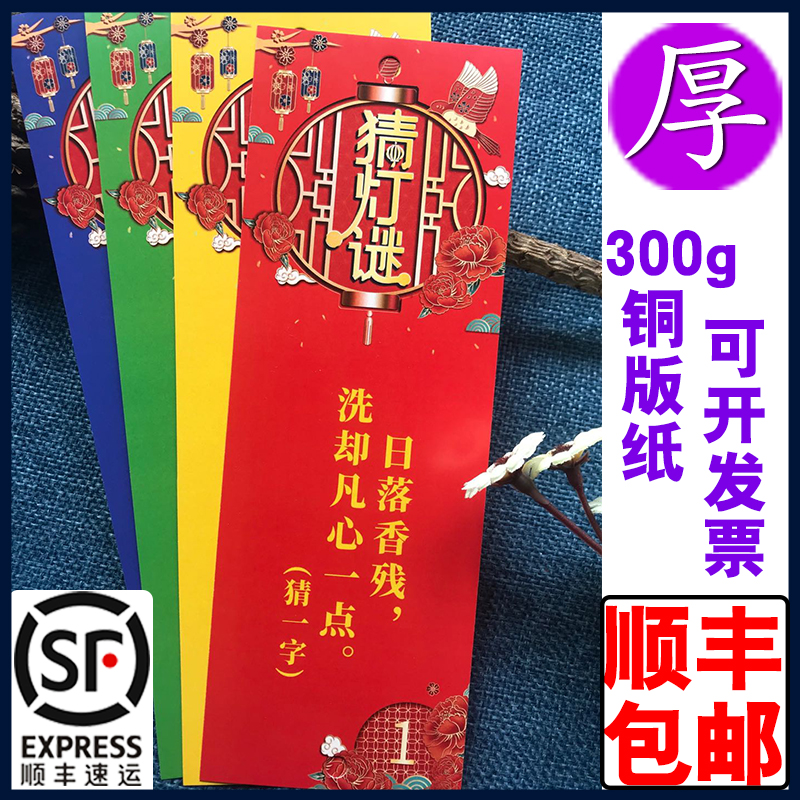 猜灯谜
日落香残，
洗却凡心一点。
（猜一字）
1
厚
300g
铜版纸
可开发票
SF
EXPRESS
顺丰速运
顺丰
包邮